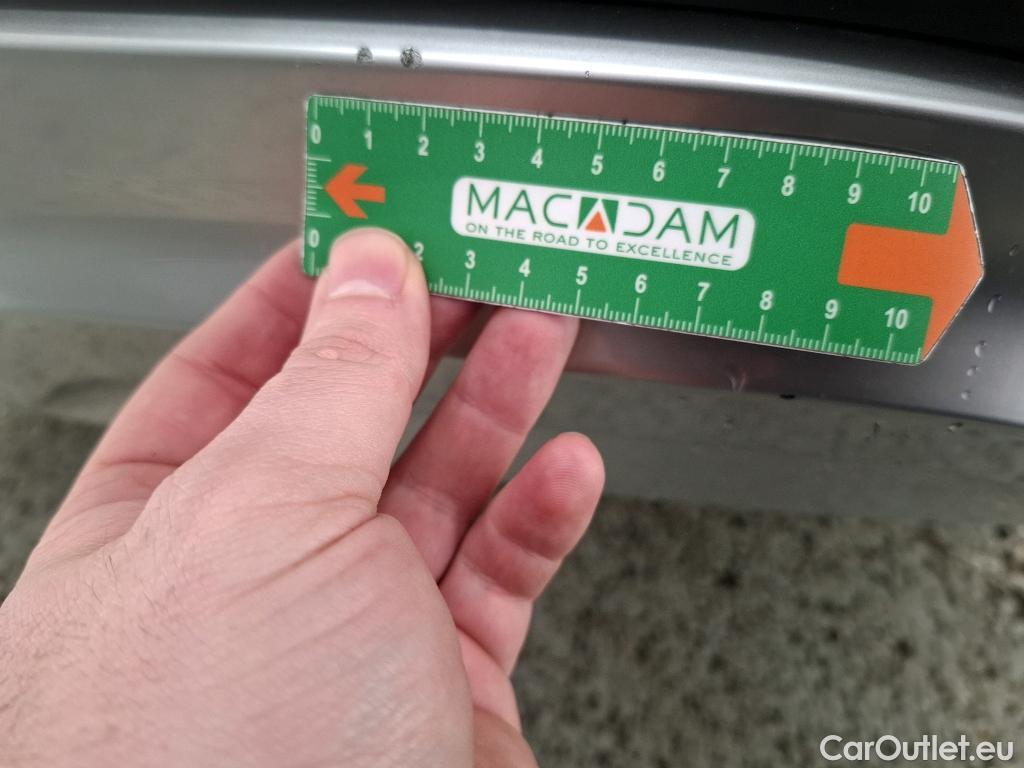 0 1 2 3 4 5 6 7 8 9 10
MACADAM
ON THE ROAD TO EXCELLENCE
0 2 3 4 5 6 7 8 9 10
CarOutlet.eu